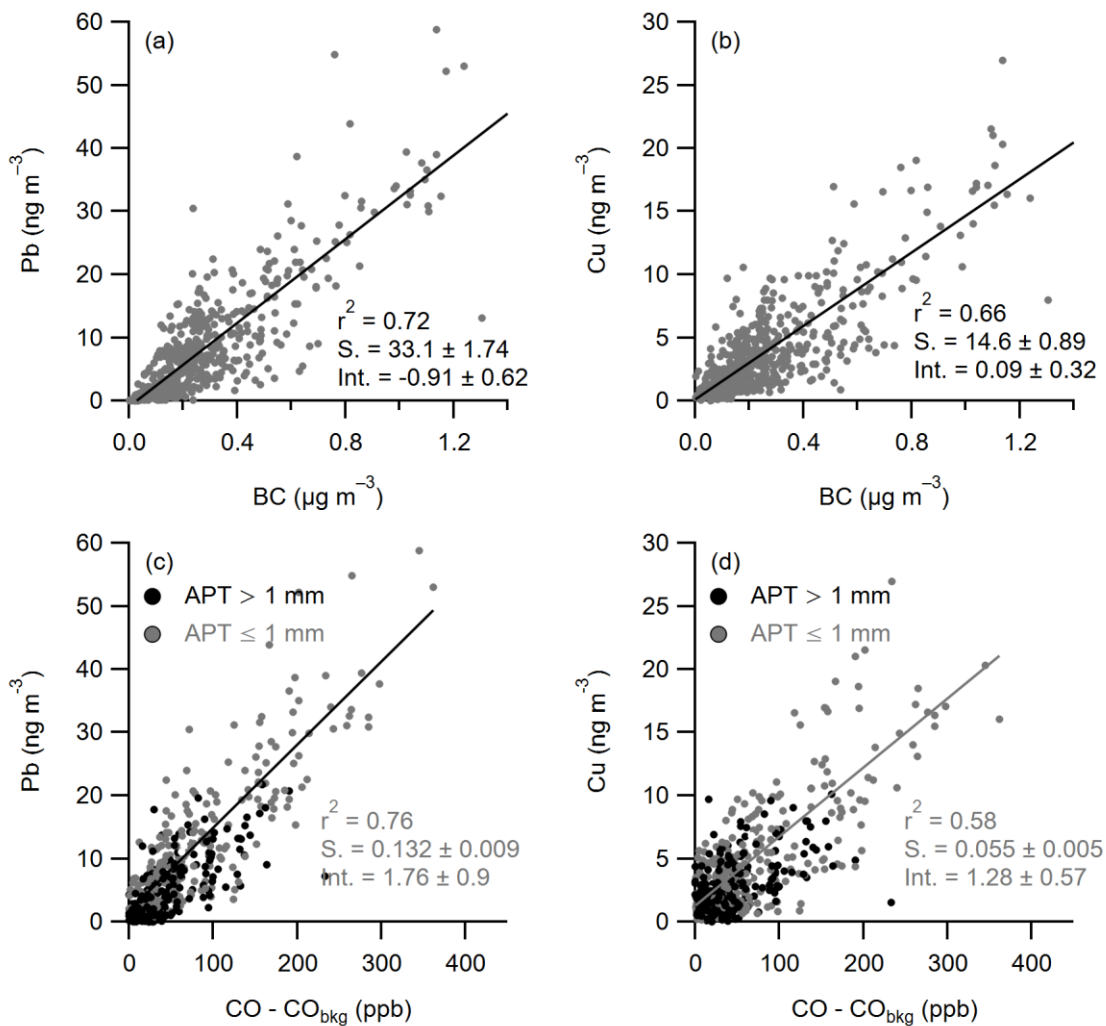 (a)
Pb (ng m⁻³)
60
50
40
30
20
10
0
r² = 0.72
S. = 33.1 ± 1.74
Int. = -0.91 ± 0.62
0.0 0.4 0.8 1.2
BC (µg m⁻³)
(b)
Cu (ng m⁻³)
30
25
20
15
10
5
0
r² = 0.66
S. = 14.6 ± 0.89
Int. = 0.09 ± 0.32
0.0 0.4 0.8 1.2
BC (µg m⁻³)
(c)
APT > 1 mm
APT ≤ 1 mm
Pb (ng m⁻³)
60
50
40
30
20
10
0
r² = 0.76
S. = 0.132 ± 0.009
Int. = 1.76 ± 0.9
0 100 200 300 400
CO - CObkg (ppb)
(d)
APT > 1 mm
APT ≤ 1 mm
Cu (ng m⁻³)
30
25
20
15
10
5
0
r² = 0.58
S. = 0.055 ± 0.005
Int. = 1.28 ± 0.57
0 100 200 300 400
CO - CObkg (ppb)